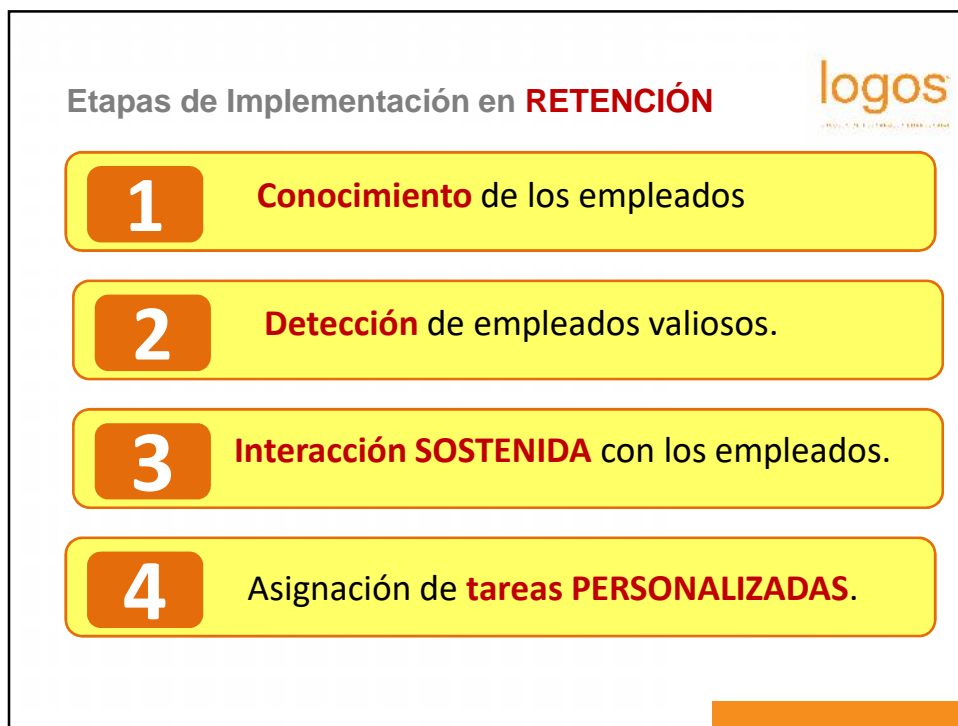 Etapas de Implementación en RETENCIÓN
logos
1
Conocimiento de los empleados
2
Detección de empleados valiosos.
3
Interacción SOSTENIDA con los empleados.
4
Asignación de tareas PERSONALIZADAS.